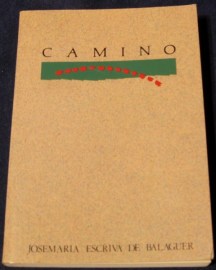 CAMINO
JOSEMARIA ESCRIVA DE BALAGUER